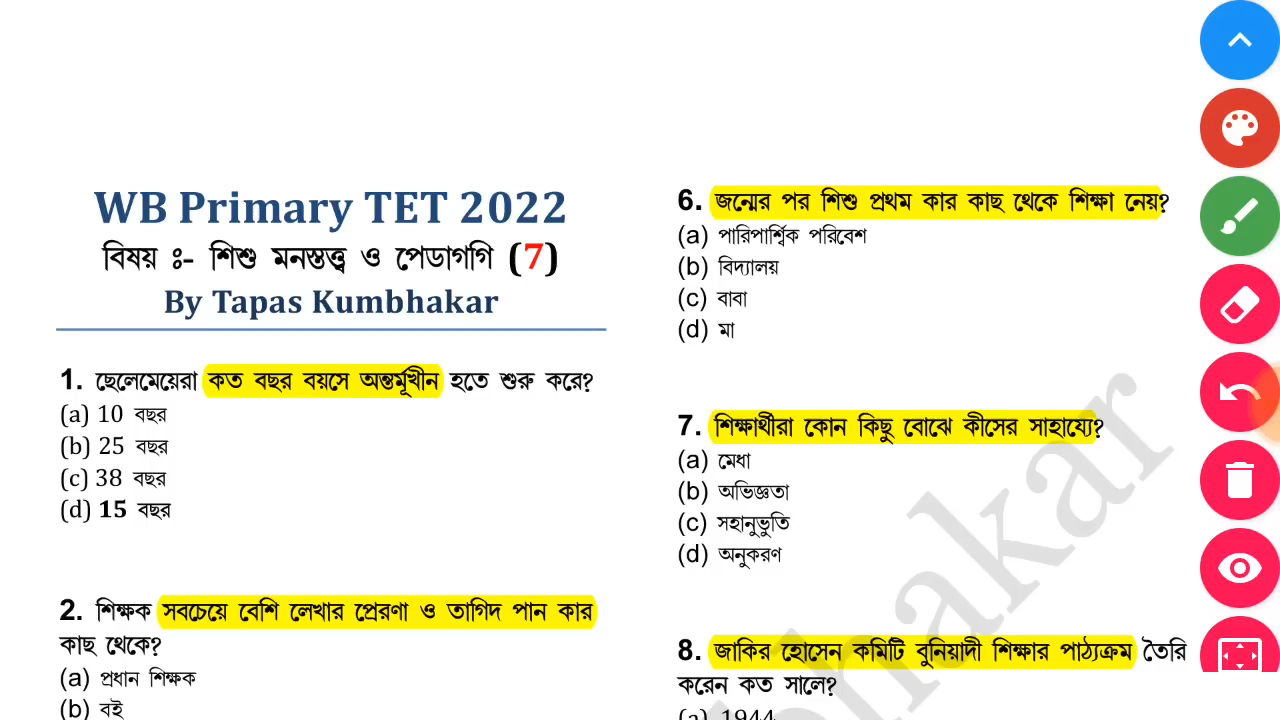 WB Primary TET 2022
বিষয় ঃ- শিশু মনস্তত্ত্ব ও পেডাগগি (7)
By Tapas Kumbhakar
1. ছেলেমেয়েরা কত বছর বয়সে অন্তর্মূখীন হতে শুরু করে?
(a) 10 বছর
(b) 25 বছর
(c) 38 বছর
(d) 15 বছর
2. শিক্ষক সবচেয়ে বেশি লেখার প্রেরণা ও তাগিদ পান কার
কাছ থেকে?
(a) প্রধান শিক্ষক
(b) বই
6. জন্মের পর শিশু প্রথম কার কাছ থেকে শিক্ষা নেয়?
(a) পারিপার্শ্বিক পরিবেশ
(b) বিদ্যালয়
(c) বাবা
(d) মা
7. শিক্ষার্থীরা কোন কিছু বোঝে কীসের সাহায্যে?
(a) মেধা
(b) অভিজ্ঞতা
(c) সহানুভুতি
(d) অনুকরণ
8. জাকির হোসেন কমিটি বুনিয়াদী শিক্ষার পাঠ্যক্রম তৈরি
করেন কত সালে?
(a) 1944
bhakar